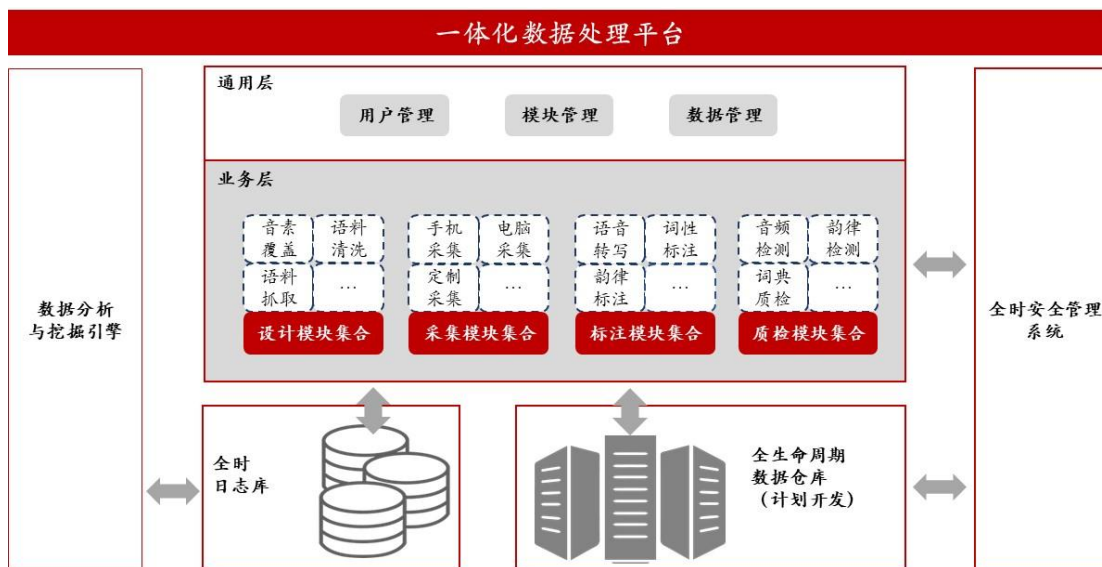 一体化数据处理平台
通用层
用户管理
模块管理
数据管理
业务层
音素
覆盖
语料
清洗
语料
抓取
…
设计模块集合
手机
采集
电脑
采集
定制
采集
…
采集模块集合
语音
转写
词性
标注
韵律
标注
…
标注模块集合
音频
检测
韵律
检测
词典
质检
…
质检模块集合
数据分析
与挖掘引擎
全时安全管理
系统
全时
日志库
全生命周期
数据仓库
（计划开发）